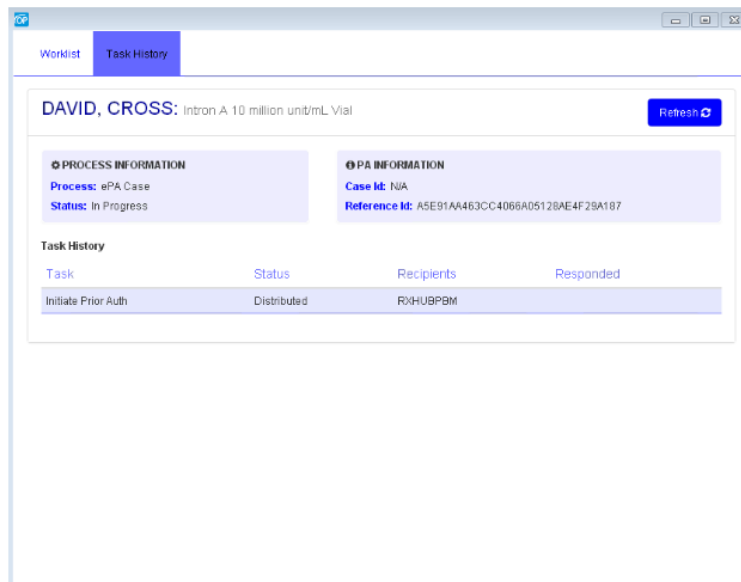 OP
Worklist Task History
DAVID, CROSS: Intron A 10 million unit/mL Vial
Refresh
PROCESS INFORMATION
Process: ePA Case
Status: In Progress
PA INFORMATION
Case Id: N/A
Reference Id: A5E91AA463CC4066A05128AE4F29A187
Task History
Task Status Recipients Responded
Initiate Prior Auth Distributed RXHUBPBM